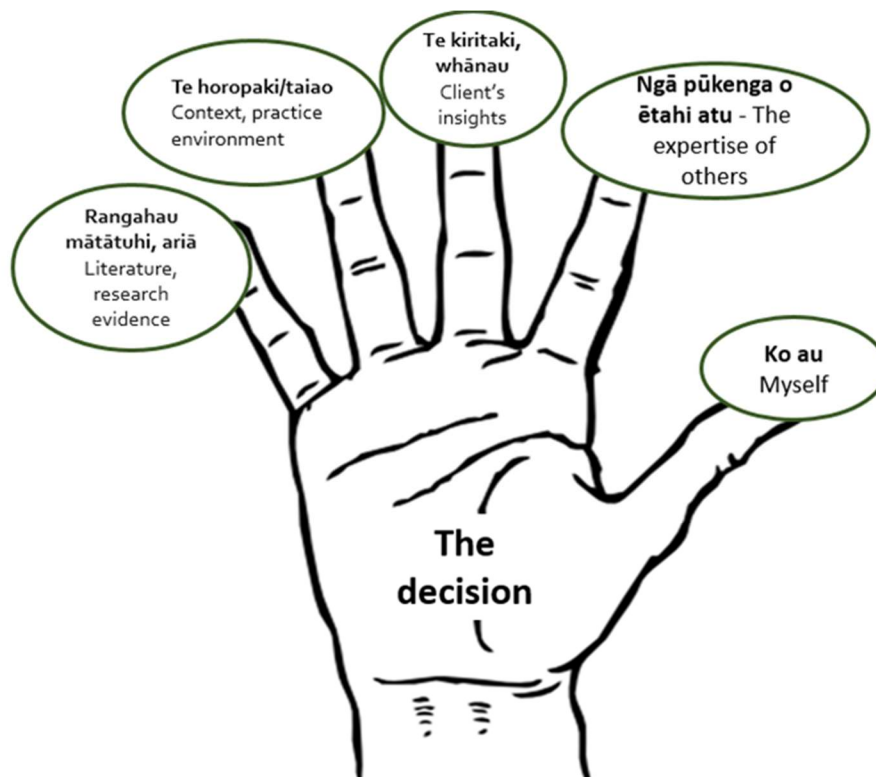 Te kiritaki,
whānau
Client's
insights
Te horopaki/taiao
Context, practice
environment
Ngā pūkenga o
ētahi atu - The
expertise of
others
Rangahau
mātātuhi, ariā
Literature,
research
evidence
Ko au
Myself
The
decision